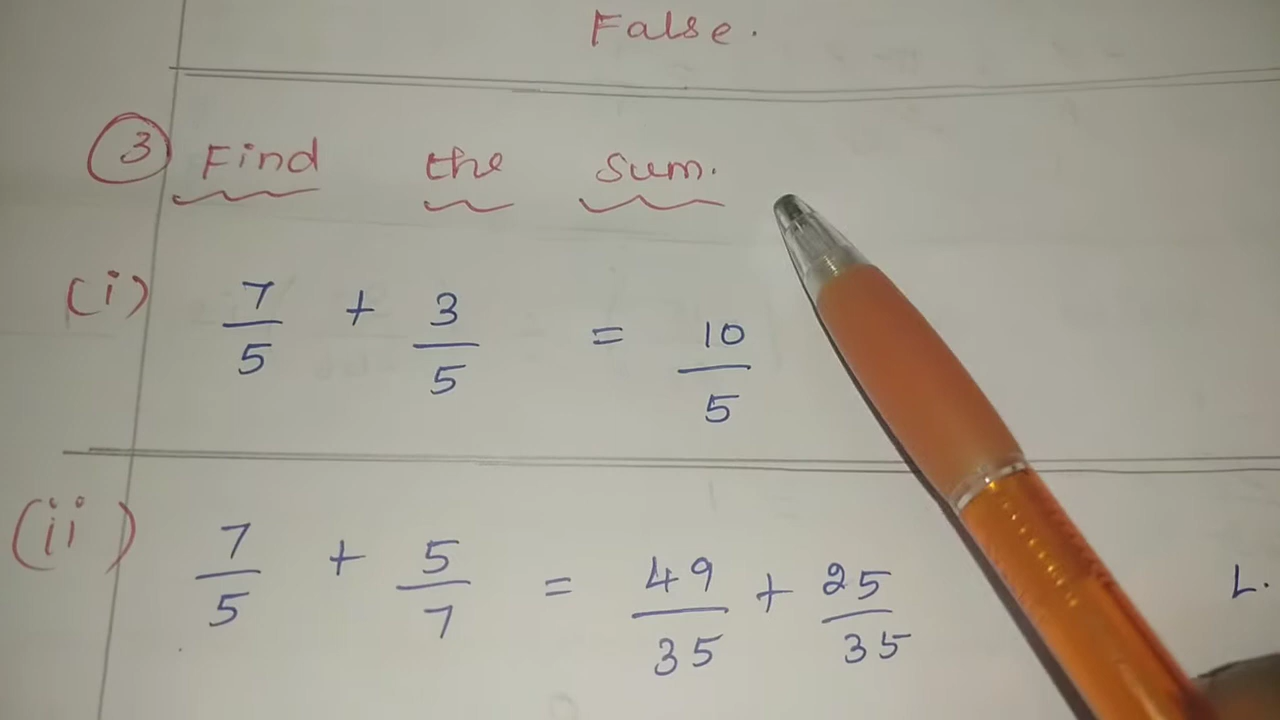 False.
③ Find the Sum.
(i) 7/5 + 3/5 = 10/5
(ii) 7/5 + 5/7 = 49/35 + 25/35 L.